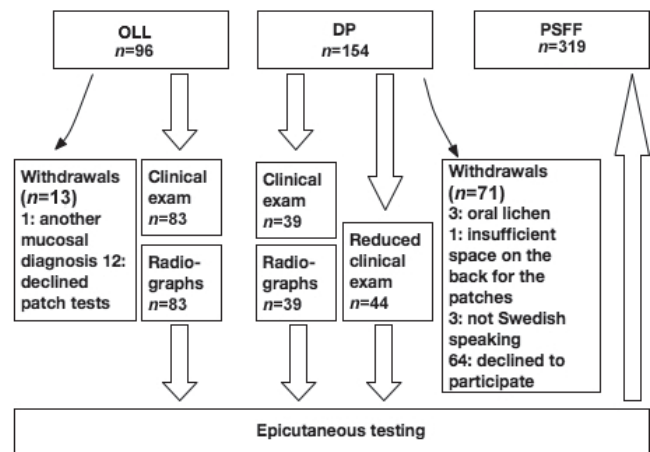 OLL
n=96
DP
n=154
PSFF
n=319
Withdrawals
(n=13)
1: another
mucosal
diagnosis 12:
declined
patch tests
Clinical
exam
n=83
Radio-
graphs
n=83
Clinical
exam
n=39
Radio-
graphs
n=39
Reduced
clinical
exam
n=44
Withdrawals
(n=71)
3: oral lichen
1: insufficient
space on the
back for the
patches
3: not Swedish
speaking
64: declined to
participate
Epicutaneous testing